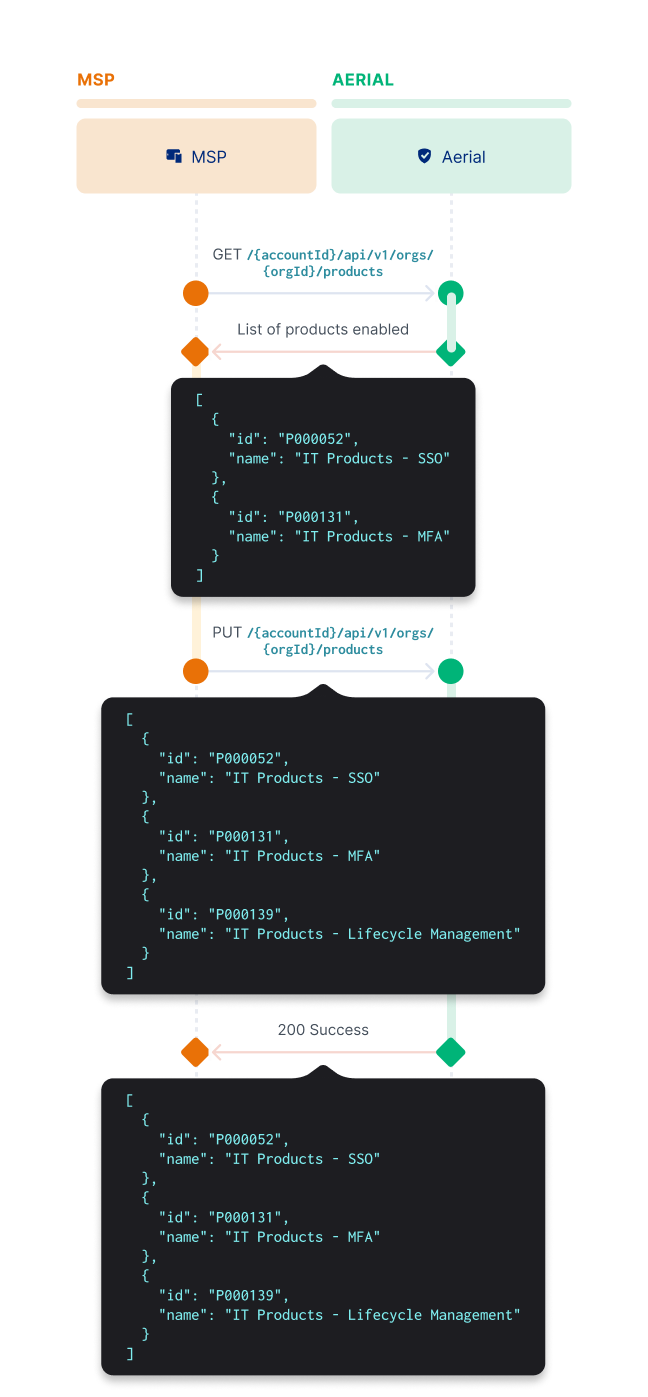 MSP
AERIAL
MSP
Aerial
GET /{accountId}/api/v1/orgs/
{orgId}/products
List of products enabled
[
  {
    "id": "P000052",
    "name": "IT Products - SSO"
  },
  {
    "id": "P000131",
    "name": "IT Products - MFA"
  }
]
PUT /{accountId}/api/v1/orgs/
{orgId}/products
[
  {
    "id": "P000052",
    "name": "IT Products - SSO"
  },
  {
    "id": "P000131",
    "name": "IT Products - MFA"
  },
  {
    "id": "P000139",
    "name": "IT Products - Lifecycle Management"
  }
]
200 Success
[
  {
    "id": "P000052",
    "name": "IT Products - SSO"
  },
  {
    "id": "P000131",
    "name": "IT Products - MFA"
  },
  {
    "id": "P000139",
    "name": "IT Products - Lifecycle Management"
  }
]